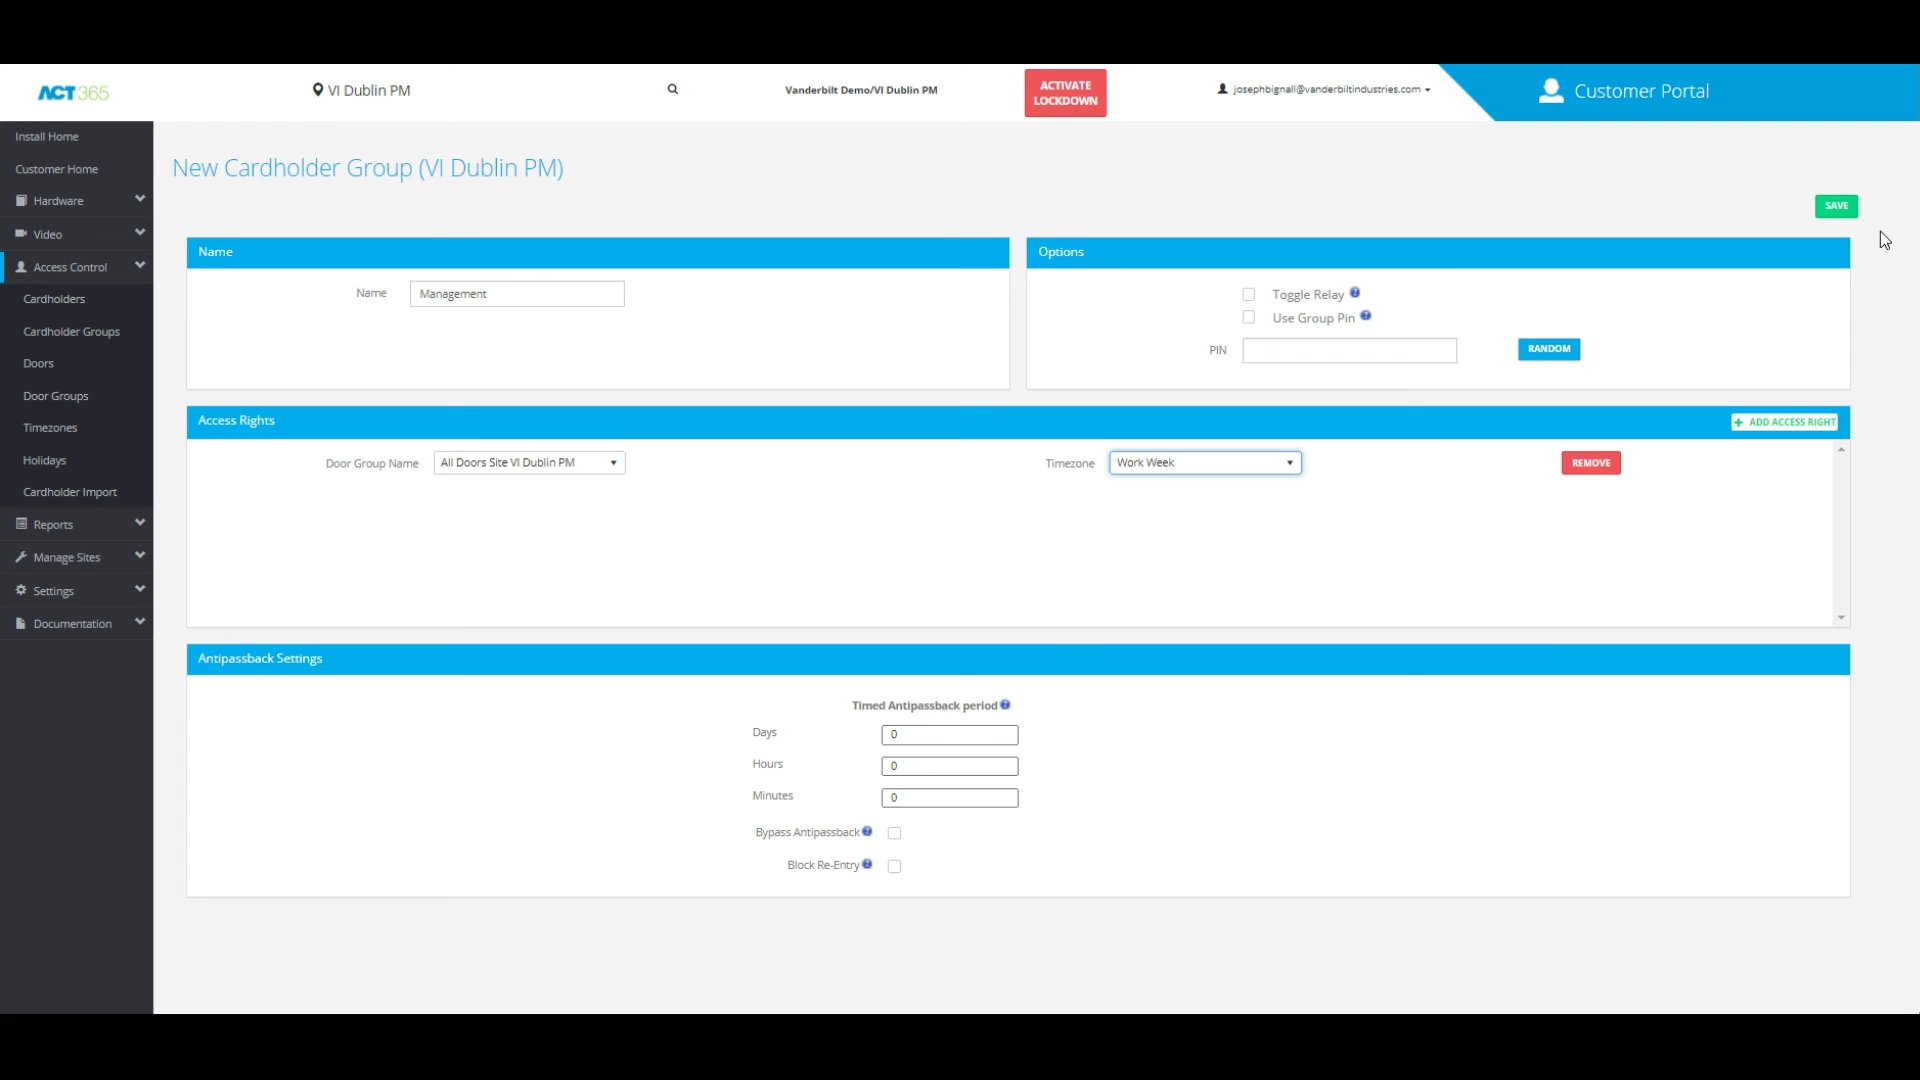 ACT365
VI Dublin PM
Vanderbilt Demo/VI Dublin PM
ACTIVATE
LOCKDOWN
josephbignall@vanderbiltindustries.com
Customer Portal
Install Home
Customer Home
Hardware
Video
Access Control
Cardholders
Cardholder Groups
Doors
Door Groups
Timezones
Holidays
Cardholder Import
Reports
Manage Sites
Settings
Documentation
New Cardholder Group (VI Dublin PM)
SAVE
Name
Name Management
Options
Toggle Relay ?
Use Group Pin ?
PIN RANDOM
Access Rights + ADD ACCESS RIGHT
Door Group Name All Doors Site VI Dublin PM Timezone Work Week REMOVE
Antipassback Settings
Timed Antipassback period ?
Days 0
Hours 0
Minutes 0
Bypass Antipassback ?
Block Re-Entry ?